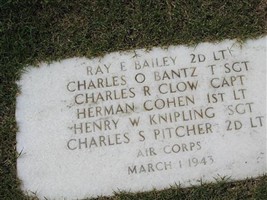 RAY E BAILEY 2D LT
CHARLES O BANTZ T SGT
CHARLES R CLOW CAPT
HERMAN COHEN 1ST LT
HENRY W KNIPLING SGT
CHARLES S PITCHER 2D LT
AIR CORPS
MARCH 1 1943